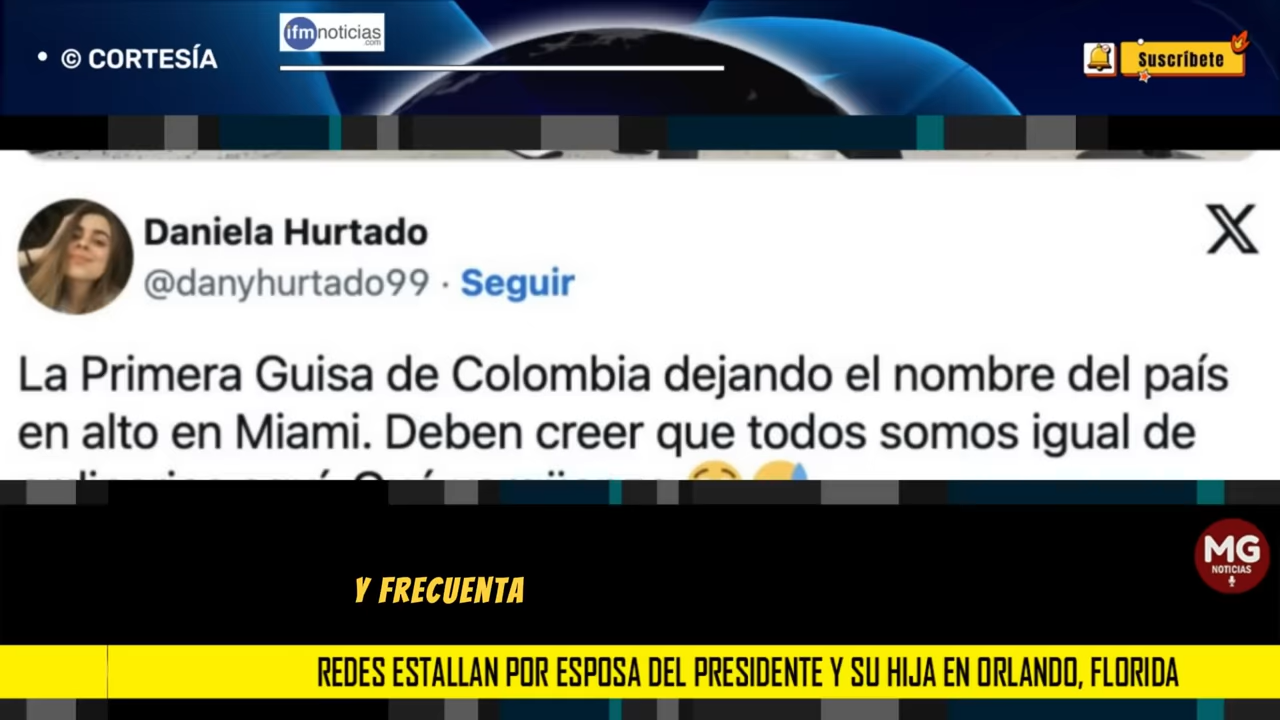 • © CORTESÍA
ifmnoticias
.com
Suscríbete
Daniela Hurtado
@danyhurtado99 · Seguir
La Primera Guisa de Colombia dejando el nombre del país
en alto en Miami. Deben creer que todos somos igual de
MG
NOTICIAS
Y FRECUENTA
REDES ESTALLAN POR ESPOSA DEL PRESIDENTE Y SU HIJA EN ORLANDO, FLORIDA